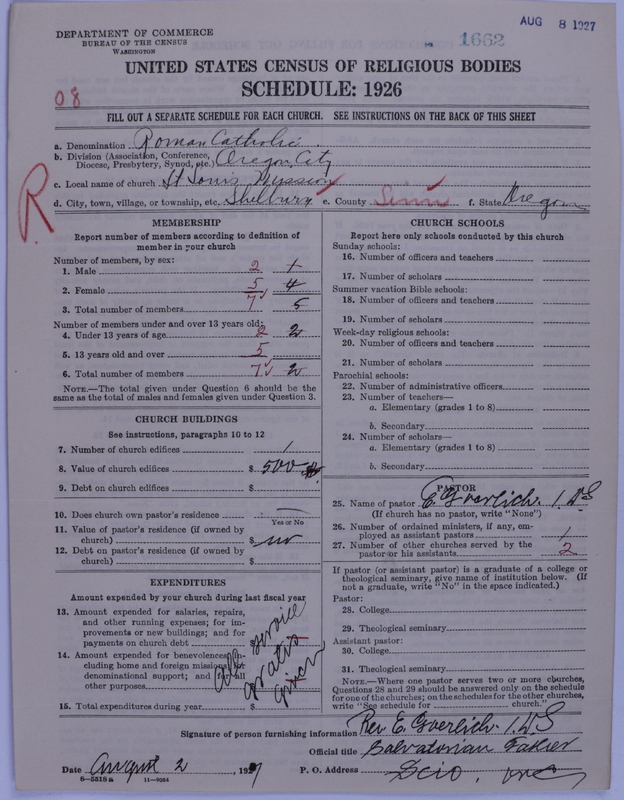 AUG 8 1927
DEPARTMENT OF COMMERCE
BUREAU OF THE CENSUS
WASHINGTON
1662
UNITED STATES CENSUS OF RELIGIOUS BODIES
SCHEDULE: 1926
08
FILL OUT A SEPARATE SCHEDULE FOR EACH CHURCH. SEE INSTRUCTIONS ON THE BACK OF THIS SHEET
R.
a. Denomination Roman Catholic
b. Division (Association, Conference, Diocese, Presbytery, Synod, etc.) Oregon City
c. Local name of church St Louis Myssion
d. City, town, village, or township, etc. Shelburn e. County Linn f. State Oregon
MEMBERSHIP
Report number of members according to definition of
member in your church
Number of members, by sex:
1. Male 2 1
2. Female 5 4
3. Total number of members 7 5
Number of members under and over 13 years old:
4. Under 13 years of age 2 2
5. 13 years old and over 5
6. Total number of members 7 2
NOTE.—The total given under Question 6 should be the
same as the total of males and females given under Question 3.
CHURCH BUILDINGS
See instructions, paragraphs 10 to 12
7. Number of church edifices 1
8. Value of church edifices $ 500
9. Debt on church edifices $
10. Does church own pastor's residence
Yes or No
11. Value of pastor's residence (if owned by
church) $ no
12. Debt on pastor's residence (if owned by
church) $
EXPENDITURES
Amount expended by your church during last fiscal year
13. Amount expended for salaries, repairs,
and other running expenses; for im-
provements or new buildings; and for
payments on church debt $
14. Amount expended for benevolences, in-
cluding home and foreign missions; for
denominational support; and for all
other purposes $
All service
gratis
given
15. Total expenditures during year $
CHURCH SCHOOLS
Report here only schools conducted by this church
Sunday schools:
16. Number of officers and teachers
17. Number of scholars
Summer vacation Bible schools:
18. Number of officers and teachers
19. Number of scholars
Week-day religious schools:
20. Number of officers and teachers
21. Number of scholars
Parochial schools:
22. Number of administrative officers
23. Number of teachers—
a. Elementary (grades 1 to 8)
b. Secondary
24. Number of scholars—
a. Elementary (grades 1 to 8)
b. Secondary
PASTOR
25. Name of pastor E Goerlich
(If church has no pastor, write "None")
26. Number of ordained ministers, if any, em-
ployed as assistant pastors 1
27. Number of other churches served by the
pastor or his assistants 2
If pastor (or assistant pastor) is a graduate of a college or
theological seminary, give name of institution below. (If
not a graduate, write "No" in the space indicated.)
Pastor:
28. College
29. Theological seminary
Assistant pastor:
30. College
31. Theological seminary
NOTE.—Where one pastor serves two or more churches,
Questions 28 and 29 should be answered only on the schedule
for one of the churches; on the schedules for the other churches,
write "See schedule for church."
Signature of person furnishing information Rev E. Goerlich
Official title Salvatorian Father
Date August 2, 1927 P. O. Address Scio, Ore
8—5518a 11—9034